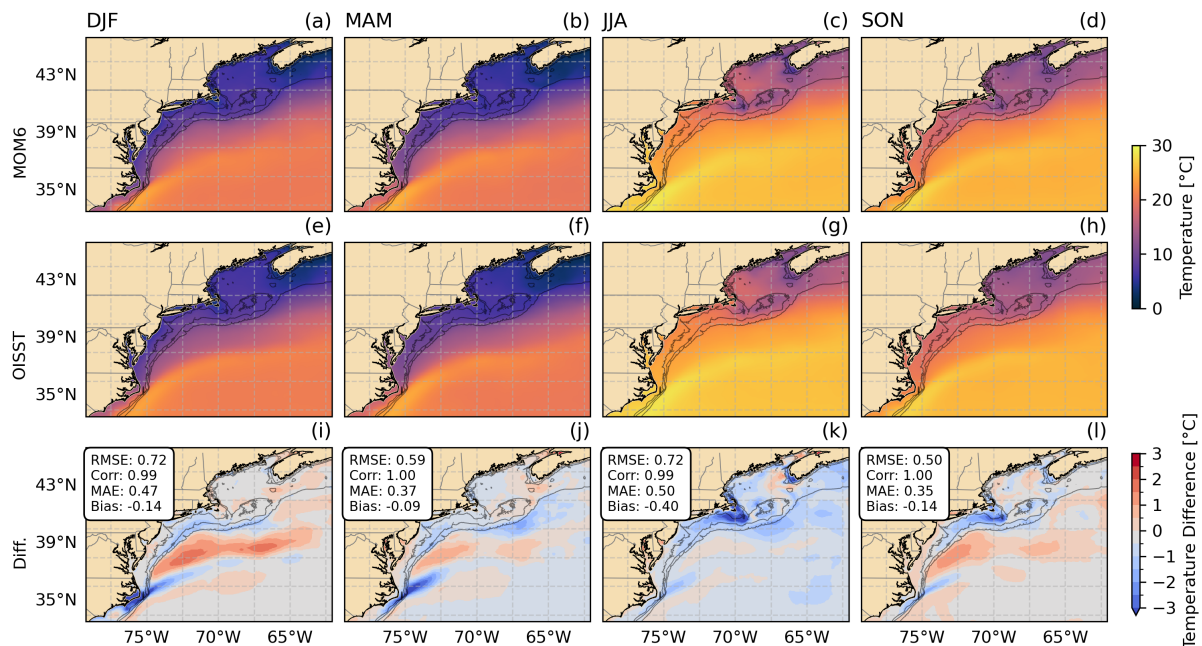 DJF (a) MAM (b) JJA (c) SON (d)
43°N
39°N
35°N
MOM6
(e) (f) (g) (h)
43°N
39°N
35°N
OISST
30
20
10
0
Temperature [°C]
(i) (j) (k) (l)
RMSE: 0.72
Corr: 0.99
MAE: 0.47
Bias: -0.14
RMSE: 0.59
Corr: 1.00
MAE: 0.37
Bias: -0.09
RMSE: 0.72
Corr: 0.99
MAE: 0.50
Bias: -0.40
RMSE: 0.50
Corr: 1.00
MAE: 0.35
Bias: -0.14
43°N
39°N
35°N
Diff.
3
2
1
0
−1
−2
−3
Temperature Difference [°C]
75°W 70°W 65°W 75°W 70°W 65°W 75°W 70°W 65°W 75°W 70°W 65°W